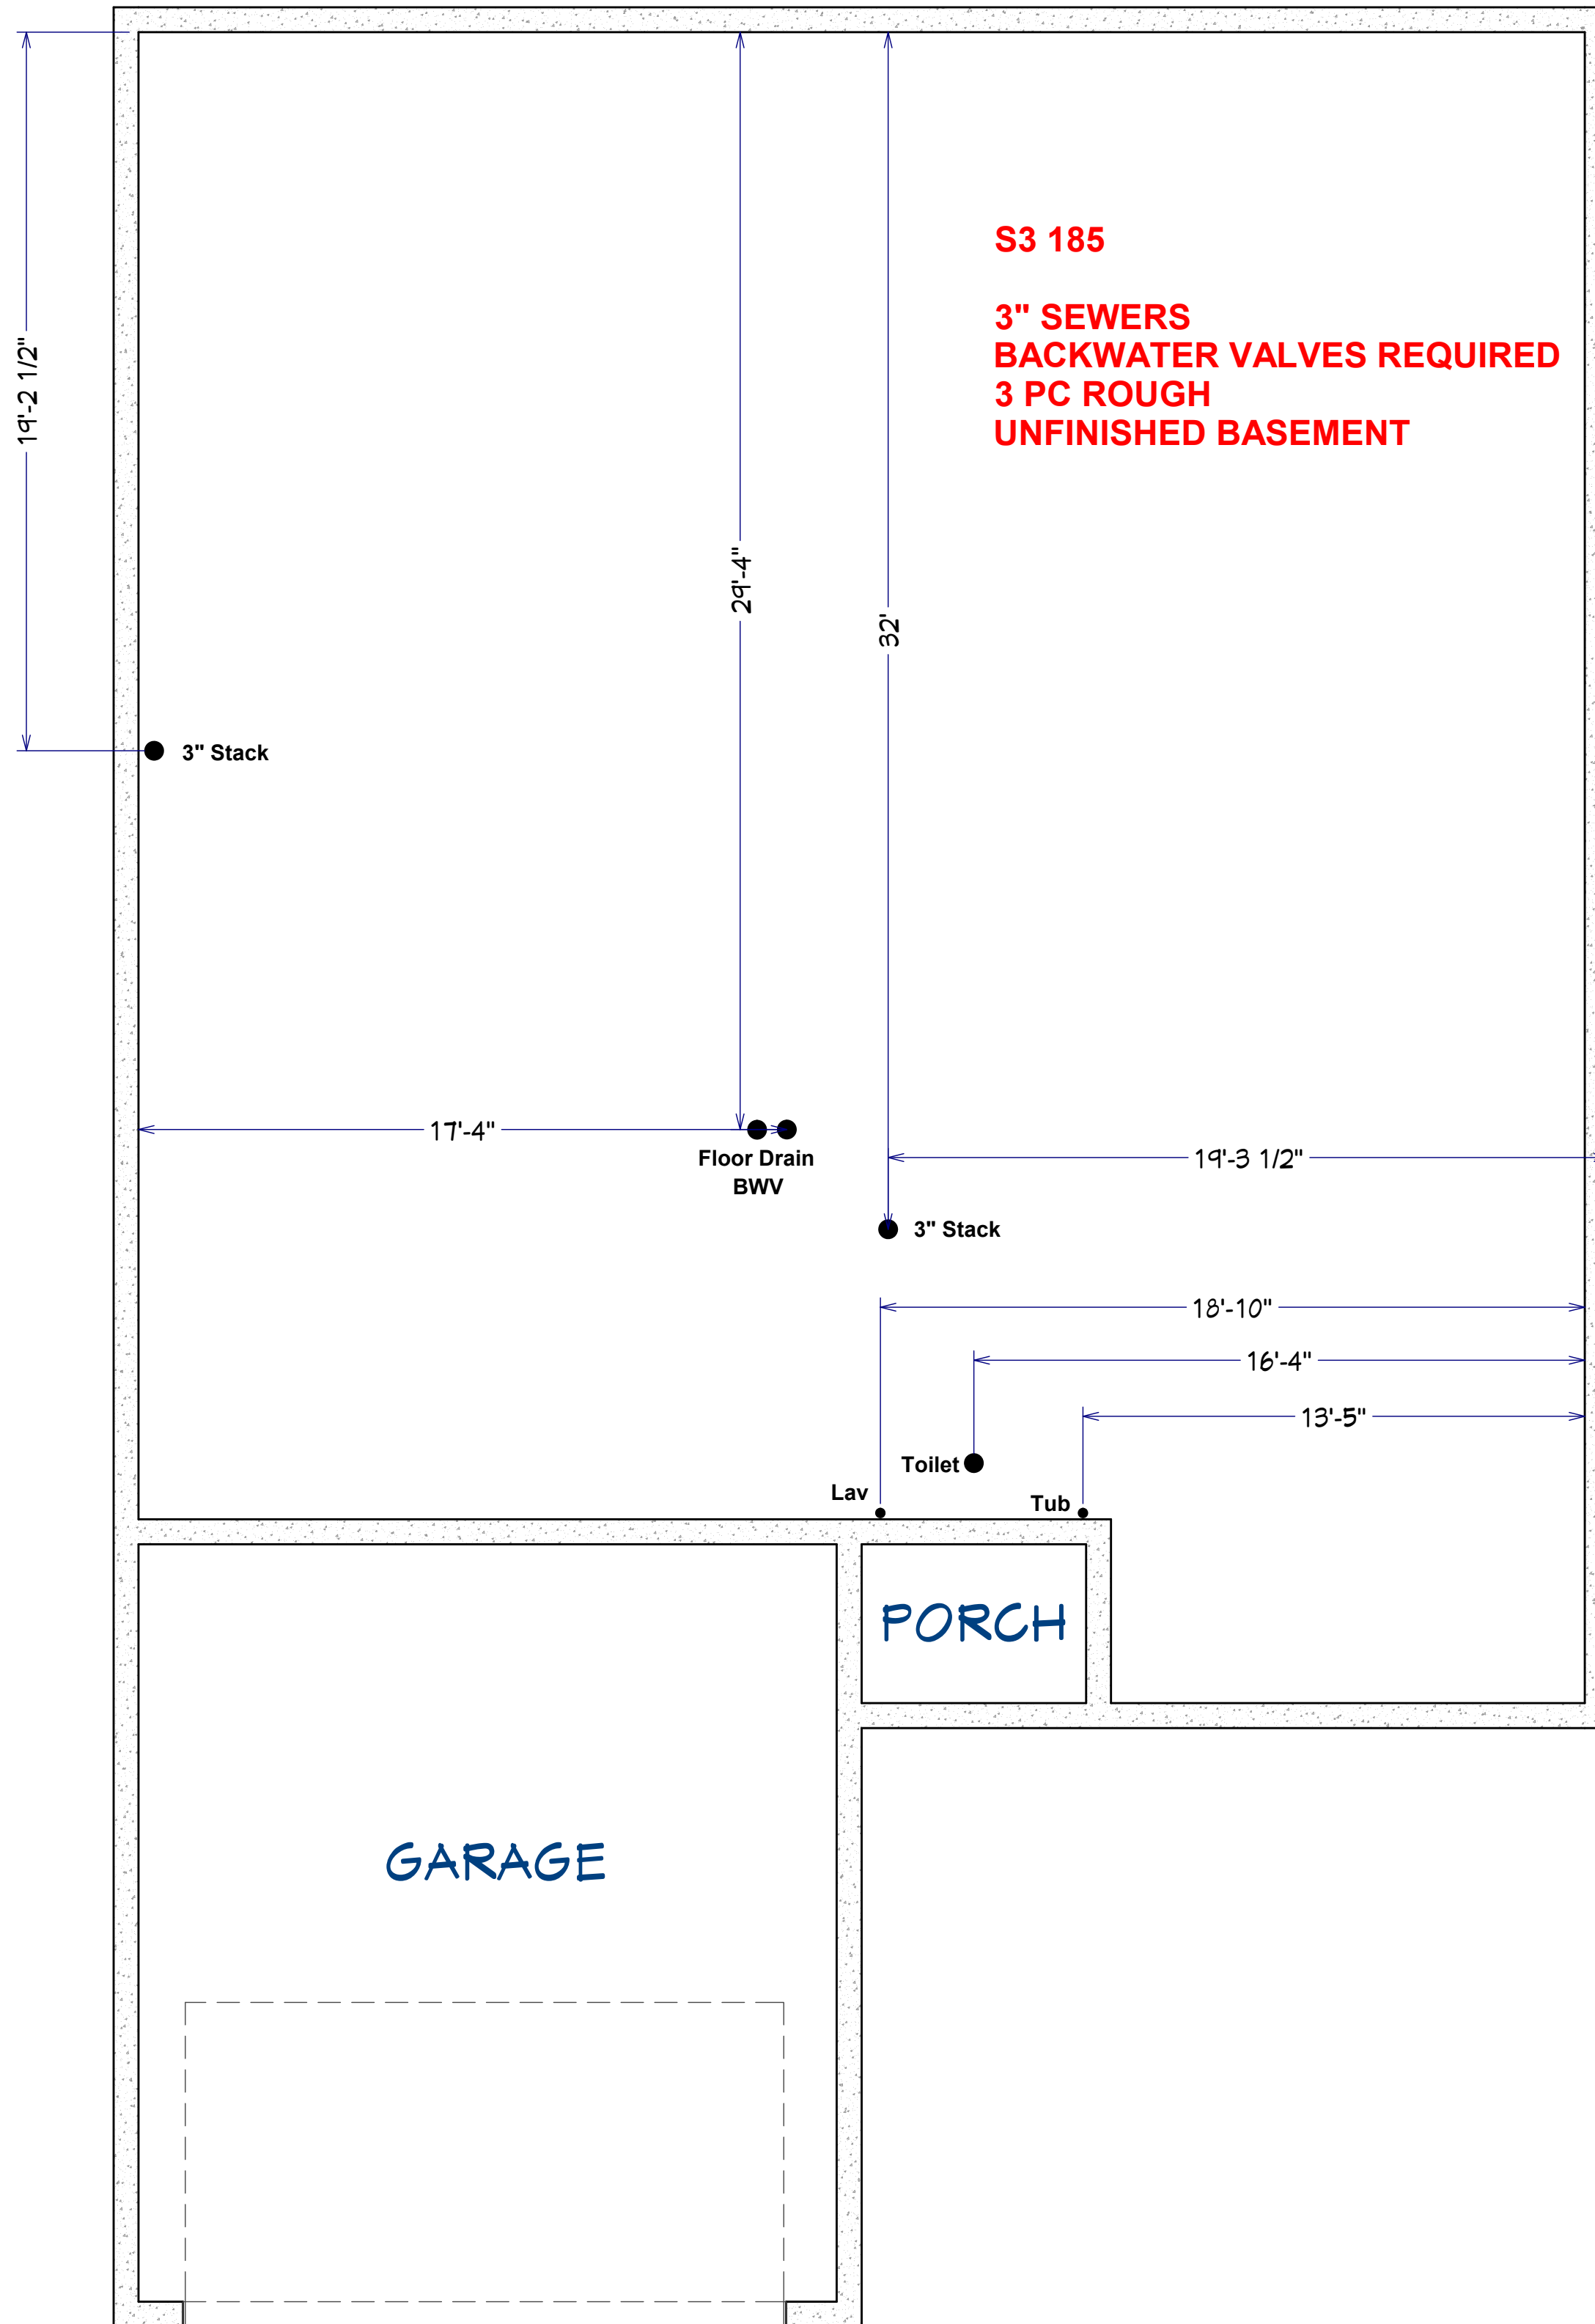 S3 185
3" SEWERS
BACKWATER VALVES REQUIRED
3 PC ROUGH
UNFINISHED BASEMENT
19'-2 1/2"
29'-4"
32'
3" Stack
17'-4"
Floor Drain
BWV
19'-3 1/2"
3" Stack
18'-10"
16'-4"
13'-5"
Toilet
Lav
Tub
PORCH
GARAGE